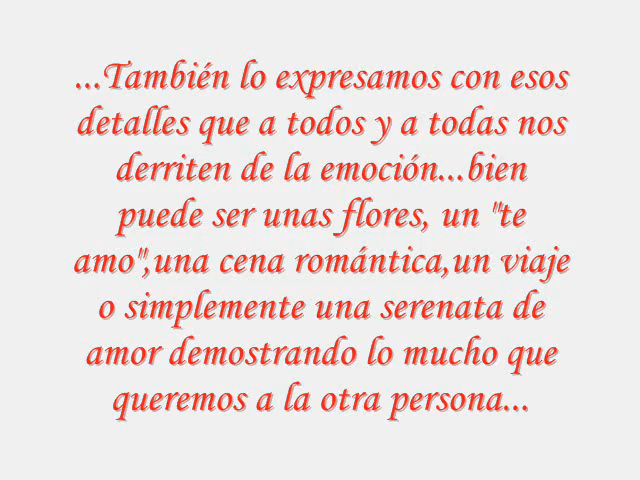 ...También lo expresamos con esos
detalles que a todos y a todas nos
derriten de la emoción...bien
puede ser unas flores, un "te
amo",una cena romántica,un viaje
o simplemente una serenata de
amor demostrando lo mucho que
queremos a la otra persona...